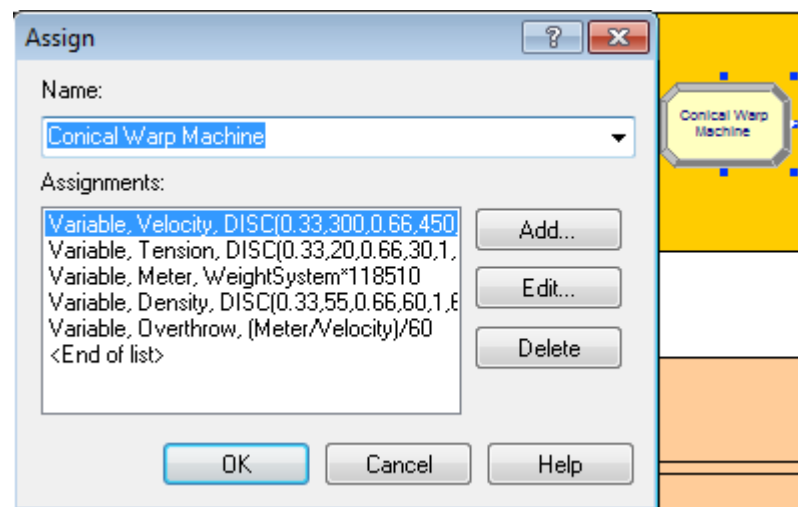 Assign
?
Name:
Conical Warp Machine
Assignments:
Variable, Velocity, DISC(0.33,300,0.66,450,
Variable, Tension, DISC(0.33,20,0.66,30,1,
Variable, Meter, WeightSystem*118510
Variable, Density, DISC(0.33,55,0.66,60,1,6
Variable, Overthrow, (Meter/Velocity)/60
<End of list>
Add...
Edit...
Delete
OK
Cancel
Help
Conical Warp
Machine